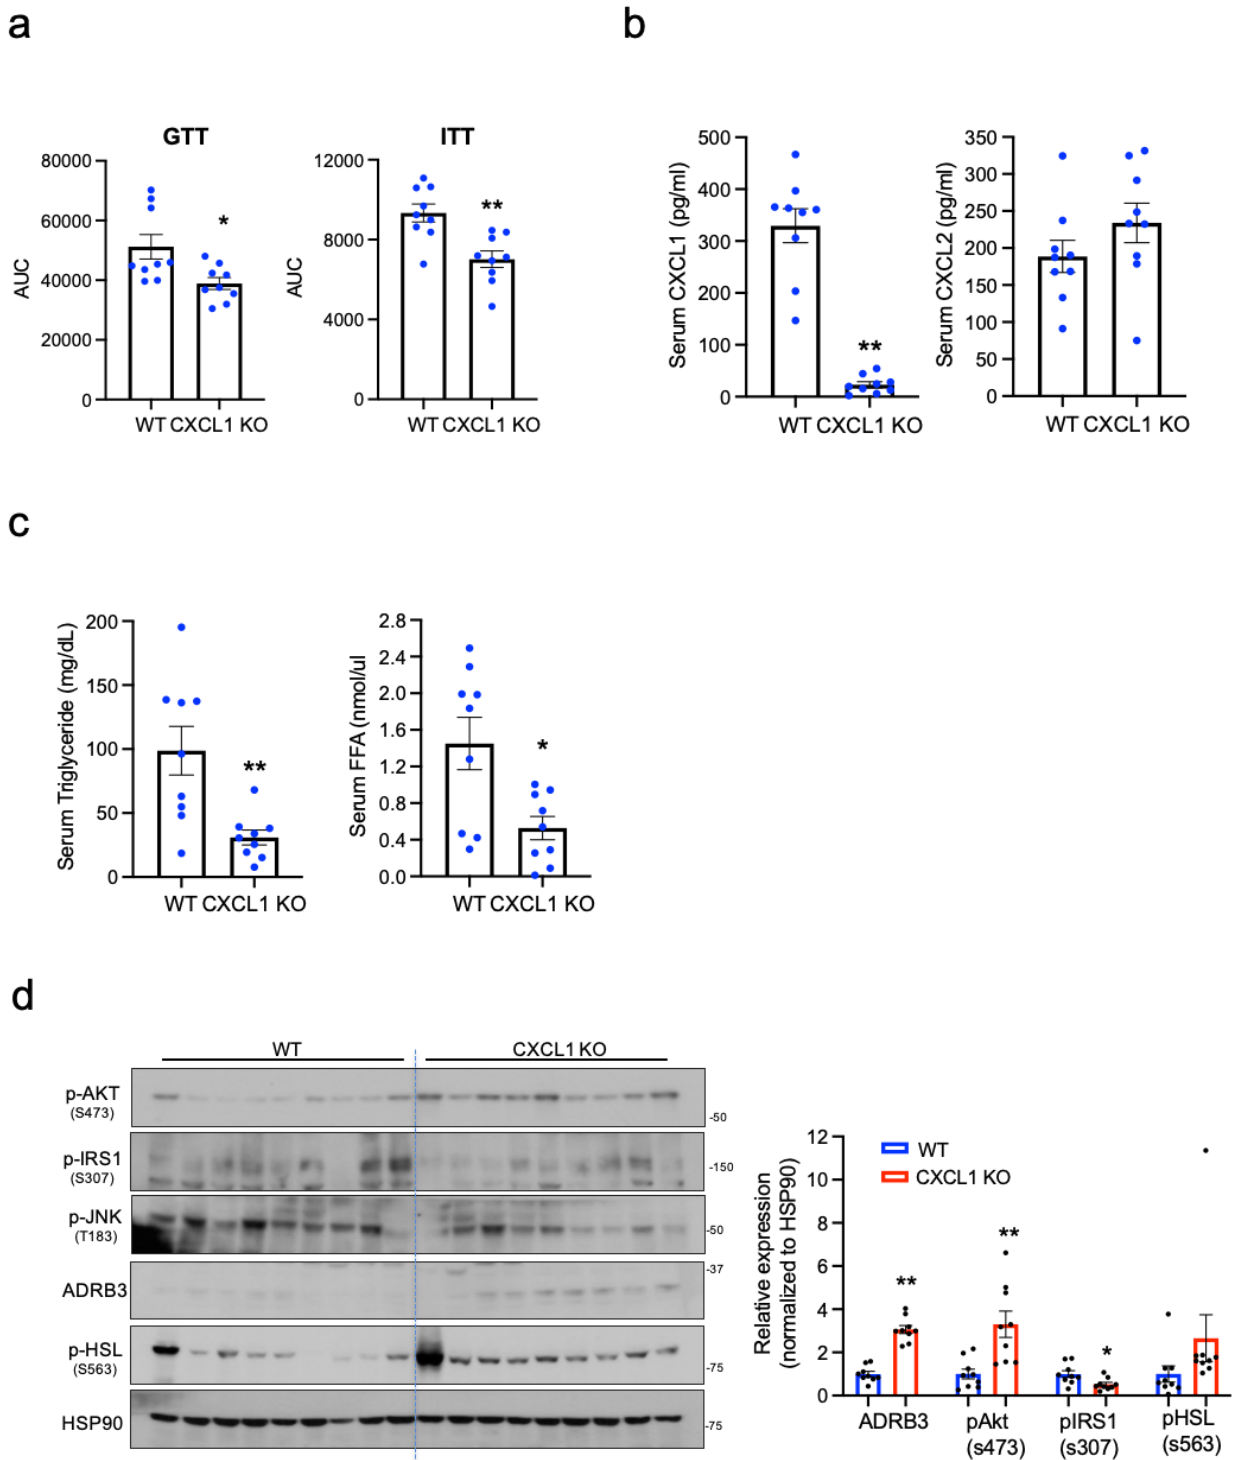 a
b
GTT
ITT
80000
60000
40000
20000
0
AUC
*
WT CXCL1 KO
12000
8000
4000
0
AUC
**
WT CXCL1 KO
500
400
300
200
100
0
Serum CXCL1 (pg/ml)
**
WT CXCL1 KO
350
300
250
200
150
100
50
0
Serum CXCL2 (pg/ml)
WT CXCL1 KO
c
200
150
100
50
0
Serum Triglyceride (mg/dL)
**
WT CXCL1 KO
2.8
2.4
2.0
1.6
1.2
0.8
0.4
0.0
Serum FFA (nmol/ul
*
WT CXCL1 KO
d
WT
CXCL1 KO
p-AKT
(S473)
-50
p-IRS1
(S307)
-150
p-JNK
(T183)
-50
-37
ADRB3
p-HSL
(S563)
-75
HSP90
-75
12
10
8
6
4
2
0
Relative expression
(normalized to HSP90)
WT
CXCL1 KO
**
**
*
ADRB3
pAkt
(s473)
pIRS1
(s307)
pHSL
(s563)